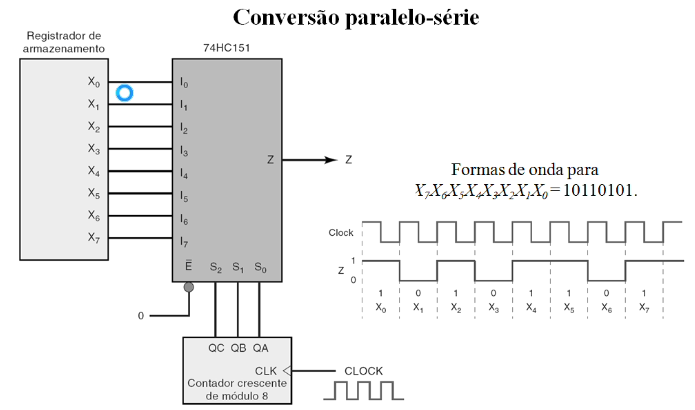 Conversão paralelo-série
Registrador de
armazenamento
74HC151
X0
I0
X1
I1
X2
I2
X3
I3
X4
I4
X5
I5
X6
I6
X7
I7
Z
Z
E̅ S2 S1 S0
0
QC QB QA
CLK
Contador crescente
de módulo 8
CLOCK
Formas de onda para
X7X6X5X4X3X2X1X0=10110101.
Clock
Z 1
0
1 0 1 0 1 1 0 1
X0 X1 X2 X3 X4 X5 X6 X7